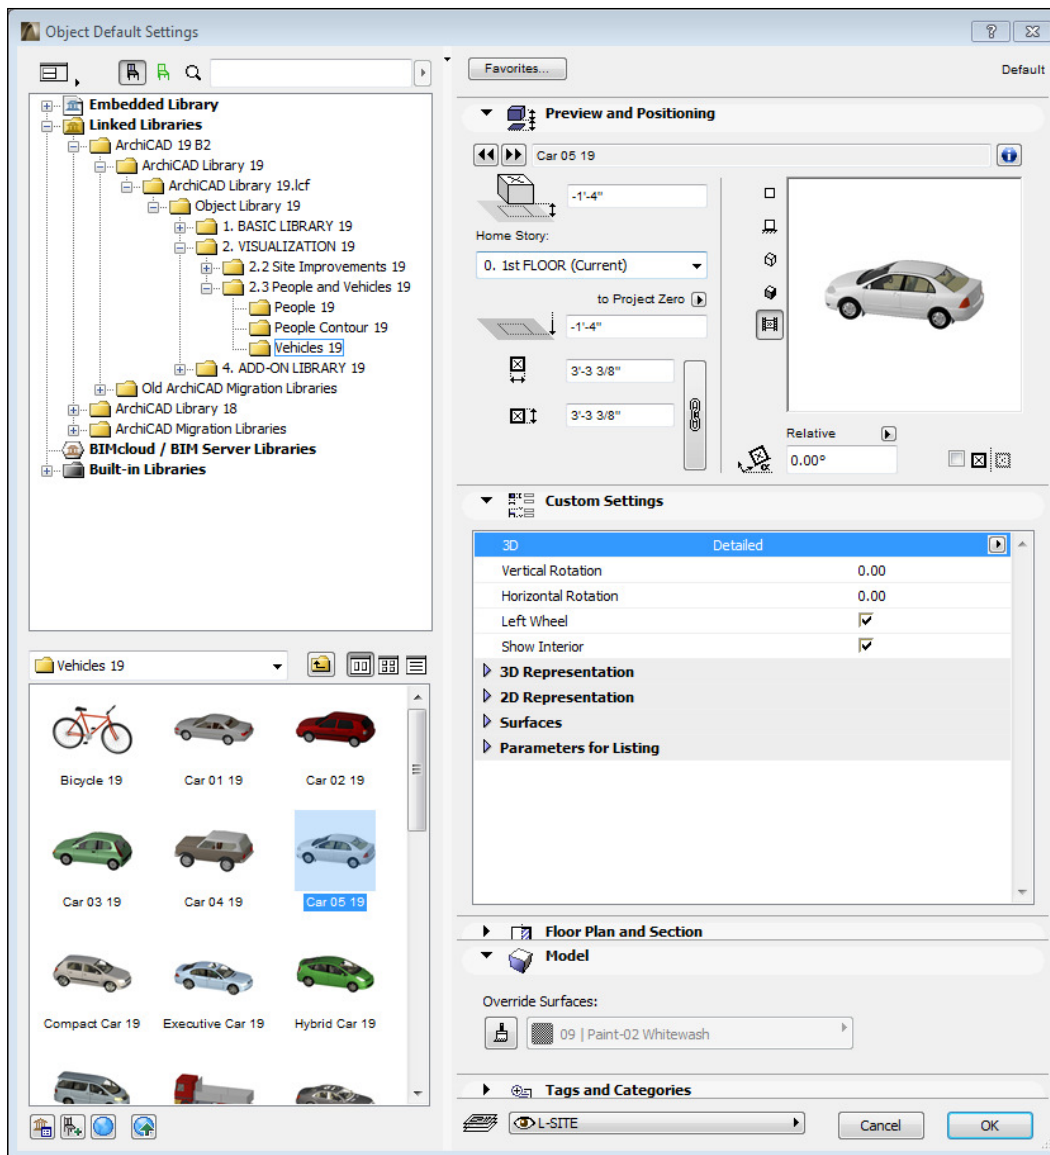 Object Default Settings
Favorites...
Default
Embedded Library
Linked Libraries
ArchiCAD 19 B2
ArchiCAD Library 19
ArchiCAD Library 19.lcf
Object Library 19
1. BASIC LIBRARY 19
2. VISUALIZATION 19
2.2 Site Improvements 19
2.3 People and Vehicles 19
People 19
People Contour 19
Vehicles 19
4. ADD-ON LIBRARY 19
Old ArchiCAD Migration Libraries
ArchiCAD Library 18
ArchiCAD Migration Libraries
BIMcloud / BIM Server Libraries
Built-in Libraries
Vehicles 19
Bicycle 19
Car 01 19
Car 02 19
Car 03 19
Car 04 19
Car 05 19
Compact Car 19
Executive Car 19
Hybrid Car 19
Preview and Positioning
Car 05 19
-1'-4"
Home Story:
0. 1st FLOOR (Current)
to Project Zero
-1'-4"
3'-3 3/8"
3'-3 3/8"
Relative
α
0.00°
Custom Settings
3D Detailed
Vertical Rotation 0.00
Horizontal Rotation 0.00
Left Wheel
Show Interior
3D Representation
2D Representation
Surfaces
Parameters for Listing
Floor Plan and Section
Model
Override Surfaces:
09 | Paint-02 Whitewash
Tags and Categories
L-SITE
Cancel
OK